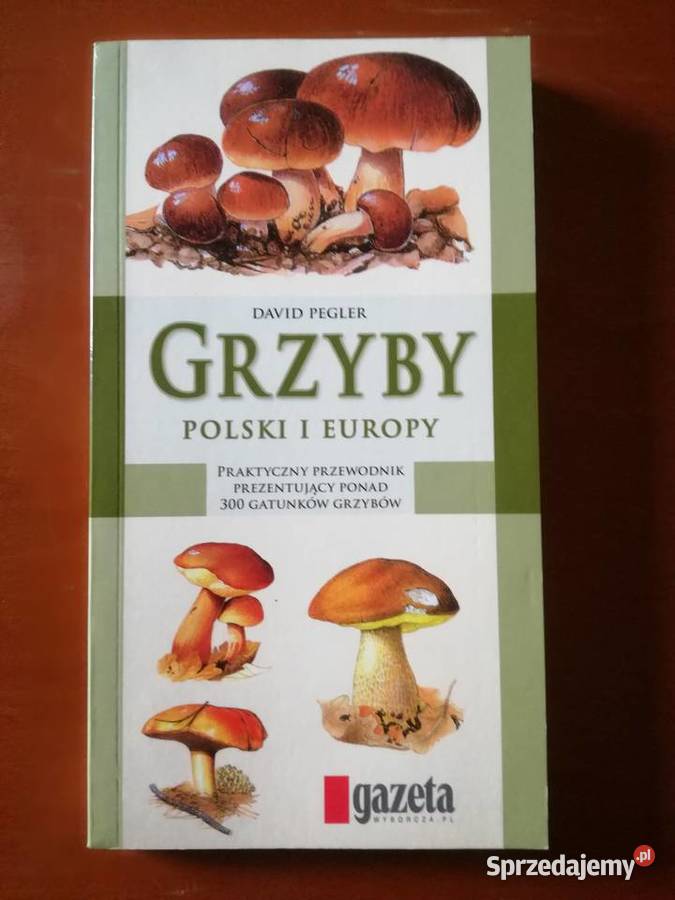 DAVID PEGLER
GRZYBY
POLSKI I EUROPY
PRAKTYCZNY PRZEWODNIK
PREZENTUJĄCY PONAD
300 GATUNKÓW GRZYBÓW
gazeta
WYBORCZA.PL
Sprzedajemy.pl